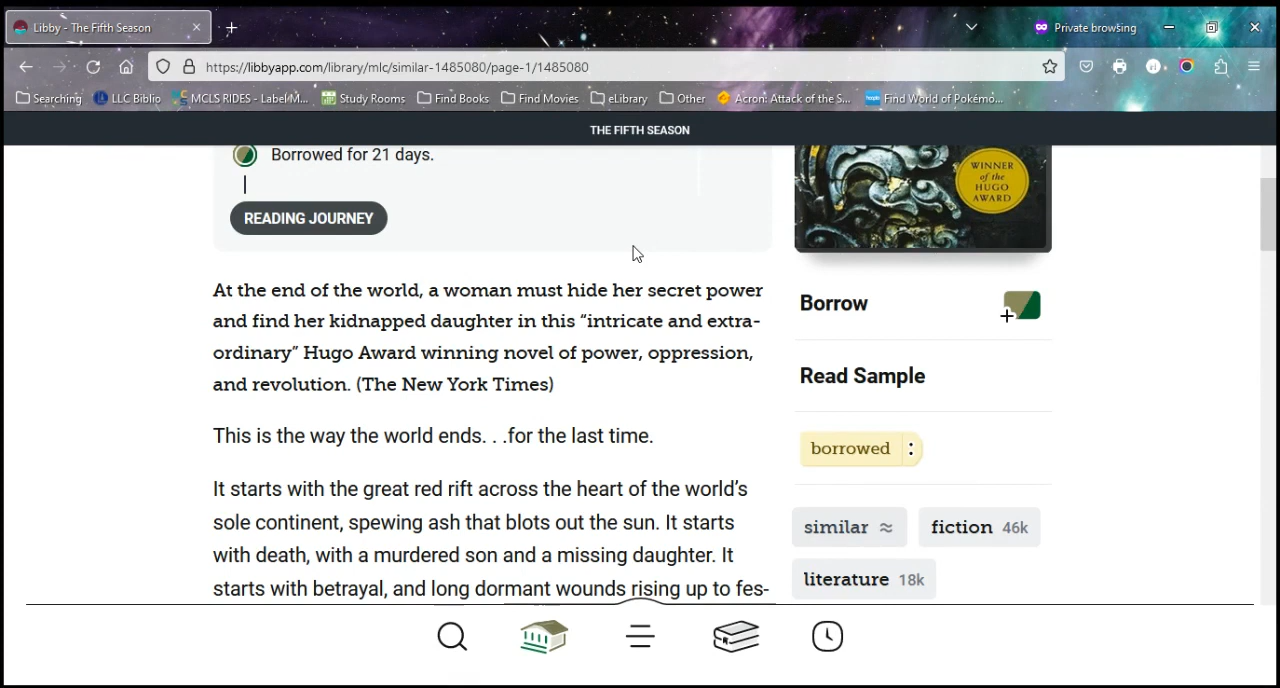 Libby - The Fifth Season
Private browsing
https://libbyapp.com/library/mlc/similar-1485080/page-1/1485080
Searching
LLC Biblio
MCLS RIDES - LabelM...
Study Rooms
Find Books
Find Movies
eLibrary
Other
Acron: Attack of the S...
Find World of Pokémo...
THE FIFTH SEASON
Borrowed for 21 days.
READING JOURNEY
At the end of the world, a woman must hide her secret power
and find her kidnapped daughter in this “intricate and extra-
ordinary” Hugo Award winning novel of power, oppression,
and revolution. (The New York Times)
This is the way the world ends. . .for the last time.
It starts with the great red rift across the heart of the world’s
sole continent, spewing ash that blots out the sun. It starts
with death, with a murdered son and a missing daughter. It
starts with betrayal, and long dormant wounds rising up to fes-
WINNER
of the
HUGO
AWARD
Borrow
Read Sample
borrowed
similar ≈
fiction 46k
literature 18k